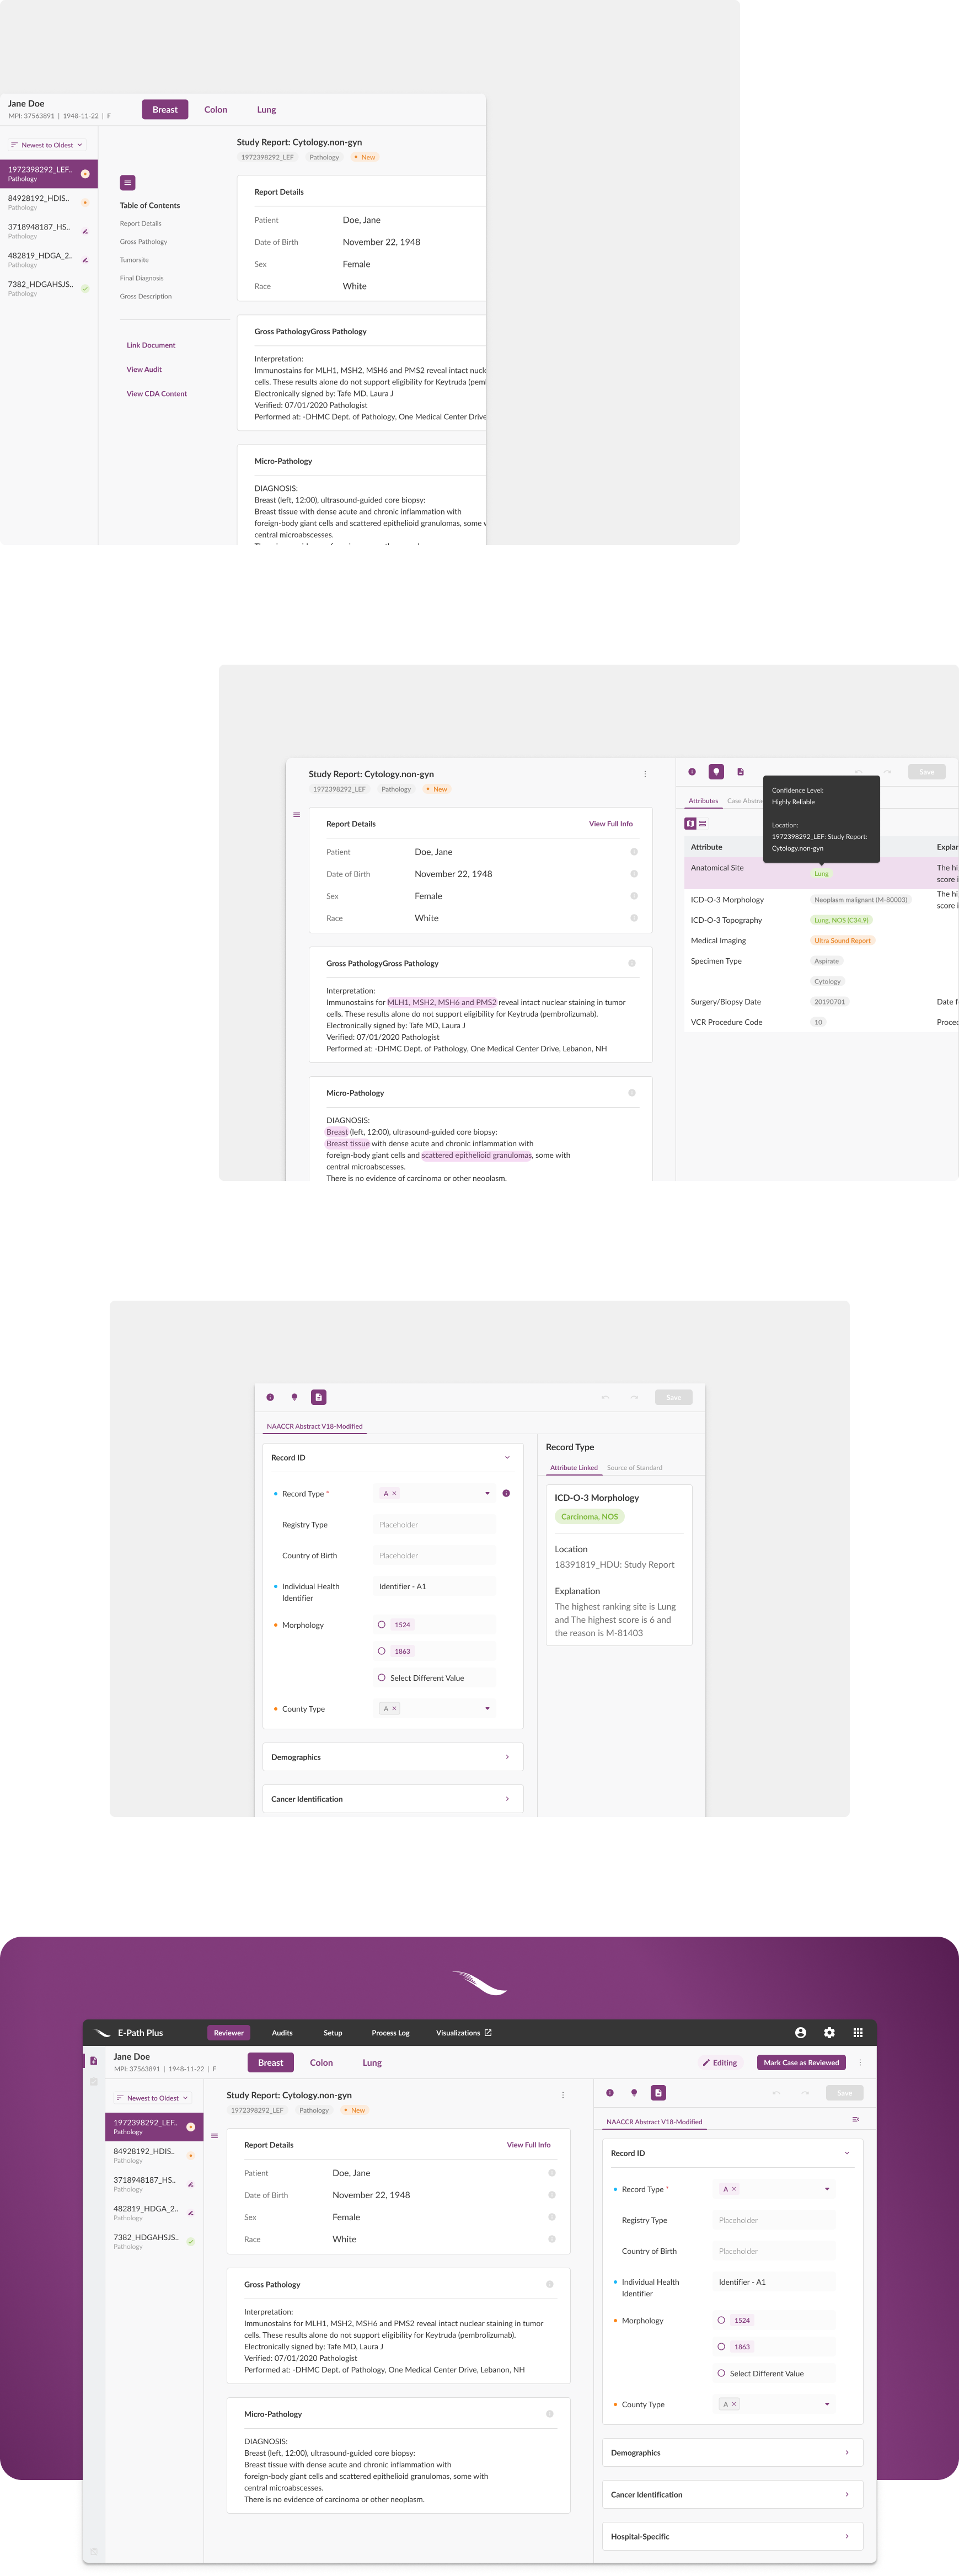 Jane Doe
MPI: 37563891 | 1948-11-22 | F
Breast Colon Lung
Newest to Oldest
1972398292_LEF..
Pathology
84928192_HDIS..
Pathology
3718948187_HS..
Pathology
482819_HDGA_2..
Pathology
7382_HDGAHSJS..
Pathology
Table of Contents
Report Details
Gross Pathology
Tumorsite
Final Diagnosis
Gross Description
Link Document
View Audit
View CDA Content
Study Report: Cytology.non-gyn
1972398292_LEF Pathology New
Report Details
Patient Doe, Jane
Date of Birth November 22, 1948
Sex Female
Race White
Gross PathologyGross Pathology
Interpretation:
Immunostains for MLH1, MSH2, MSH6 and PMS2 reveal intact nucle
cells. These results alone do not support eligibility for Keytruda (pem
Electronically signed by: Tafe MD, Laura J
Verified: 07/01/2020 Pathologist
Performed at: -DHMC Dept. of Pathology, One Medical Center Drive
Micro-Pathology
DIAGNOSIS:
Breast (left, 12:00), ultrasound-guided core biopsy:
Breast tissue with dense acute and chronic inflammation with
foreign-body giant cells and scattered epithelioid granulomas, some
central microabscesses.
Study Report: Cytology.non-gyn
1972398292_LEF Pathology New
Report Details View Full Info
Patient Doe, Jane
Date of Birth November 22, 1948
Sex Female
Race White
Gross PathologyGross Pathology
Interpretation:
Immunostains for MLH1, MSH2, MSH6 and PMS2 reveal intact nuclear staining in tumor
cells. These results alone do not support eligibility for Keytruda (pembrolizumab).
Electronically signed by: Tafe MD, Laura J
Verified: 07/01/2020 Pathologist
Performed at: -DHMC Dept. of Pathology, One Medical Center Drive, Lebanon, NH
Micro-Pathology
DIAGNOSIS:
Breast (left, 12:00), ultrasound-guided core biopsy:
Breast tissue with dense acute and chronic inflammation with
foreign-body giant cells and scattered epithelioid granulomas, some with
central microabscesses.
There is no evidence of carcinoma or other neoplasm.
Save
Attributes Case Abstra
Confidence Level:
Highly Reliable
Location:
1972398292_LEF: Study Report:
Cytology.non-gyn
Attribute Explar
Anatomical Site Lung The hi
score i
ICD-O-3 Morphology Neoplasm malignant (M-80003) The hi
score i
ICD-O-3 Topography Lung, NOS (C34.9)
Medical Imaging Ultra Sound Report
Specimen Type Aspirate
Cytology
Surgery/Biopsy Date 20190701 Date f
VCR Procedure Code 10 Proced
Save
NAACCR Abstract V18-Modified
Record ID
Record Type * A ×
Registry Type Placeholder
Country of Birth Placeholder
Individual Health Identifier - A1
Identifier
Morphology 1524
1863
Select Different Value
County Type A ×
Demographics
Cancer Identification
Record Type
Attribute Linked Source of Standard
ICD-O-3 Morphology
Carcinoma, NOS
Location
18391819_HDU: Study Report
Explanation
The highest ranking site is Lung
and The highest score is 6 and
the reason is M-81403
E-Path Plus Reviewer Audits Setup Process Log Visualizations
Jane Doe
MPI: 37563891 | 1948-11-22 | F
Breast Colon Lung
Editing Mark Case as Reviewed
Newest to Oldest
1972398292_LEF..
Pathology
84928192_HDIS..
Pathology
3718948187_HS..
Pathology
482819_HDGA_2..
Pathology
7382_HDGAHSJS..
Pathology
Study Report: Cytology.non-gyn
1972398292_LEF Pathology New
Report Details View Full Info
Patient Doe, Jane
Date of Birth November 22, 1948
Sex Female
Race White
Gross Pathology
Interpretation:
Immunostains for MLH1, MSH2, MSH6 and PMS2 reveal intact nuclear staining in tumor
cells. These results alone do not support eligibility for Keytruda (pembrolizumab).
Electronically signed by: Tafe MD, Laura J
Verified: 07/01/2020 Pathologist
Performed at: -DHMC Dept. of Pathology, One Medical Center Drive, Lebanon, NH
Micro-Pathology
DIAGNOSIS:
Breast (left, 12:00), ultrasound-guided core biopsy:
Breast tissue with dense acute and chronic inflammation with
foreign-body giant cells and scattered epithelioid granulomas, some with
central microabscesses.
There is no evidence of carcinoma or other neoplasm.
Save
NAACCR Abstract V18-Modified
Record ID
Record Type * A ×
Registry Type Placeholder
Country of Birth Placeholder
Individual Health Identifier - A1
Identifier
Morphology 1524
1863
Select Different Value
County Type A ×
Demographics
Cancer Identification
Hospital-Specific